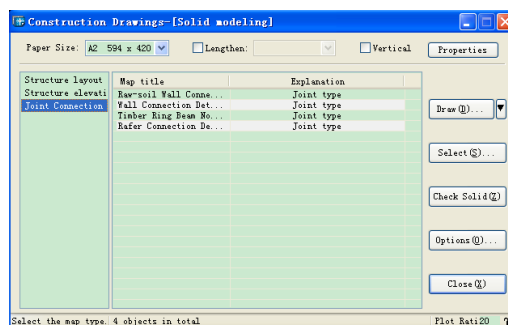 Construction Drawings-[Solid modeling]
Paper Size: A2 594 x 420 Lengthen: Vertical Properties
Structure layout Map title Explanation
Structure elevati Raw-soil Wall Conne... Joint type
Joint Connection Wall Connection Det... Joint type
Timber Ring Beam No... Joint type
Rafer Connection De... Joint type
Draw(D)...
Select(S)...
Check Solid(Z)
Options(O)...
Close(X)
Select the map type. 4 objects in total Plot Rati20